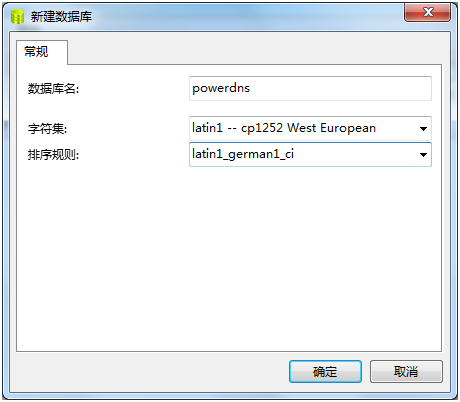 新建数据库
常规
数据库名: powerdns
字符集: latin1 -- cp1252 West European
排序规则: latin1_german1_ci
确定 取消